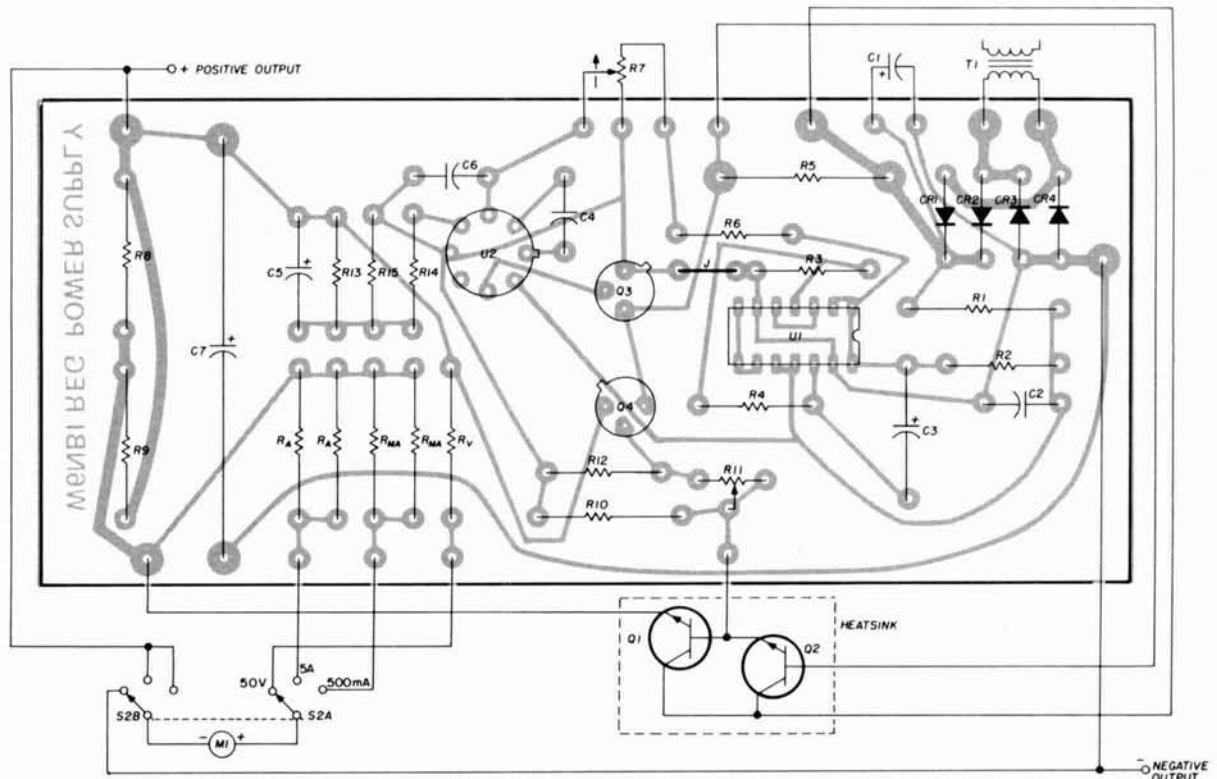 C1
+
T1
R7
+ POSITIVE OUTPUT
W6NBI REG POWER SUPPLY
C6
C4
R5
CR1
CR2
CR3
CR4
R6
U2
R8
C5
+
R13
R15
R14
J
R3
Q3
R1
U1
C7
+
R2
Q4
R4
C2
C3
+
R9
RA
RA
RMA
RMA
RV
R12
R11
R10
HEATSINK
Q1
Q2
5A
50V
500mA
S2B
S2A
- M1 +
- NEGATIVE
OUTPUT